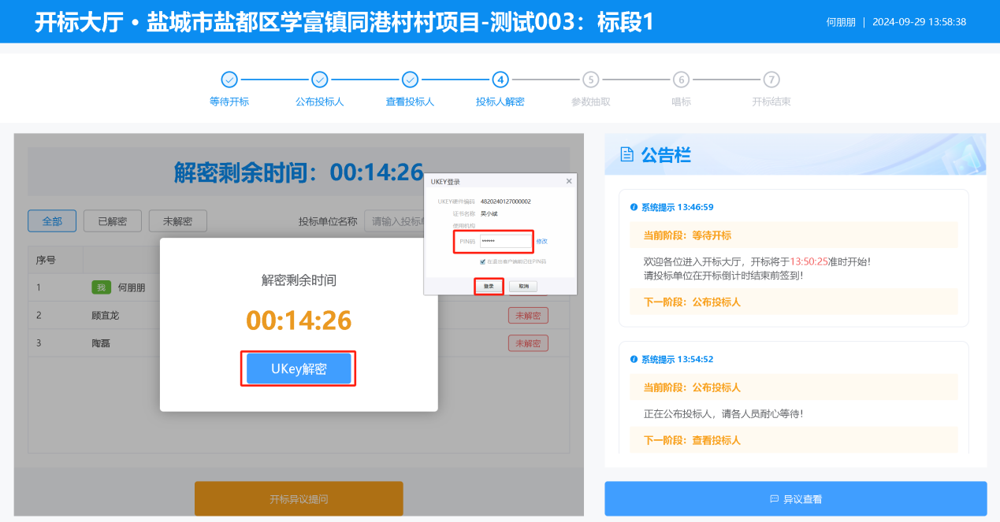 开标大厅 • 盐城市盐都区学富镇同港村村项目-测试003：标段1
何朋朋 | 2024-09-29 13:58:38
4 5 6 7
等待开标 公布投标人 查看投标人 投标人解密 参数抽取 唱标 开标结束
解密剩余时间：00:14:26
全部 已解密 未解密 投标单位名称 请输入投标
序号
1 我 何朋朋
2 顾宜龙 未解密
3 陶磊 未解密
解密剩余时间
00:14:26
UKey解密
UKEY登录
UKEY硬件编码 4820240127000002
证书名称 吴小斌
使用机构
PIN码 ****** 修改
在退出客户端前记住PIN码
登录 取消
开标异议提问
公告栏
系统提示 13:46:59
当前阶段：等待开标
欢迎各位进入开标大厅，开标将于13:50:25准时开始！
请投标单位在开标倒计时结束前签到！
下一阶段：公布投标人
系统提示 13:54:52
当前阶段：公布投标人
正在公布投标人，请各人员耐心等待！
下一阶段：查看投标人
异议查看